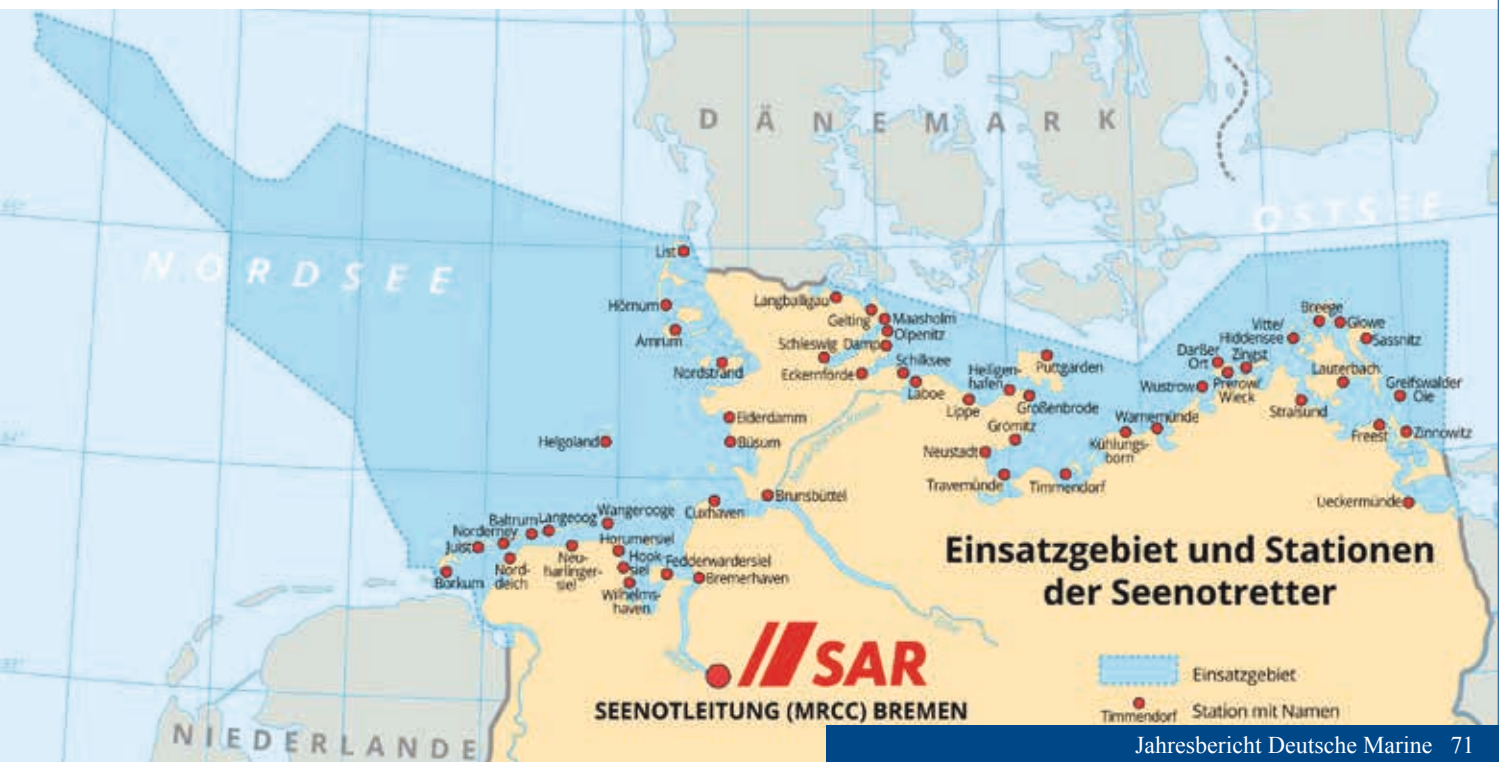 DÄNEMARK
OSTSEE
NORDSEE
List
Hörnum
Amrum
Nordstrand
Eiderdamm
Büsum
Helgoland
Brunsbüttel
Cuxhaven
Wangerooge
Langeoog
Baltrum
Norderney
Juist
Borkum
Nord-
deich
Neu-
harlinger-
siel
Horumersiel
Hook-
siel
Wilhelms-
haven
Fedderwardersiel
Bremerhaven
Langballigau
Gelting
Maasholm
Olpenitz
Schleswig
Damp
Eckernförde
Schilksee
Laboe
Lippe
Heiligen-
hafen
Puttgarden
Großenbrode
Grömitz
Neustadt
Travemünde
Timmendorf
Kühlungs-
born
Warnemünde
Wustrow
Darßer
Ort
Zingst
Prerow/
Wieck
Vitte/
Hiddensee
Breege
Glowe
Sassnitz
Lauterbach
Stralsund
Greifswalder
Oie
Freest
Zinnowitz
Ueckermünde
Einsatzgebiet und Stationen
der Seenotretter
SAR
SEENOTLEITUNG (MRCC) BREMEN
Einsatzgebiet
Timmendorf Station mit Namen
NIEDERLANDE
Jahresbericht Deutsche Marine 71